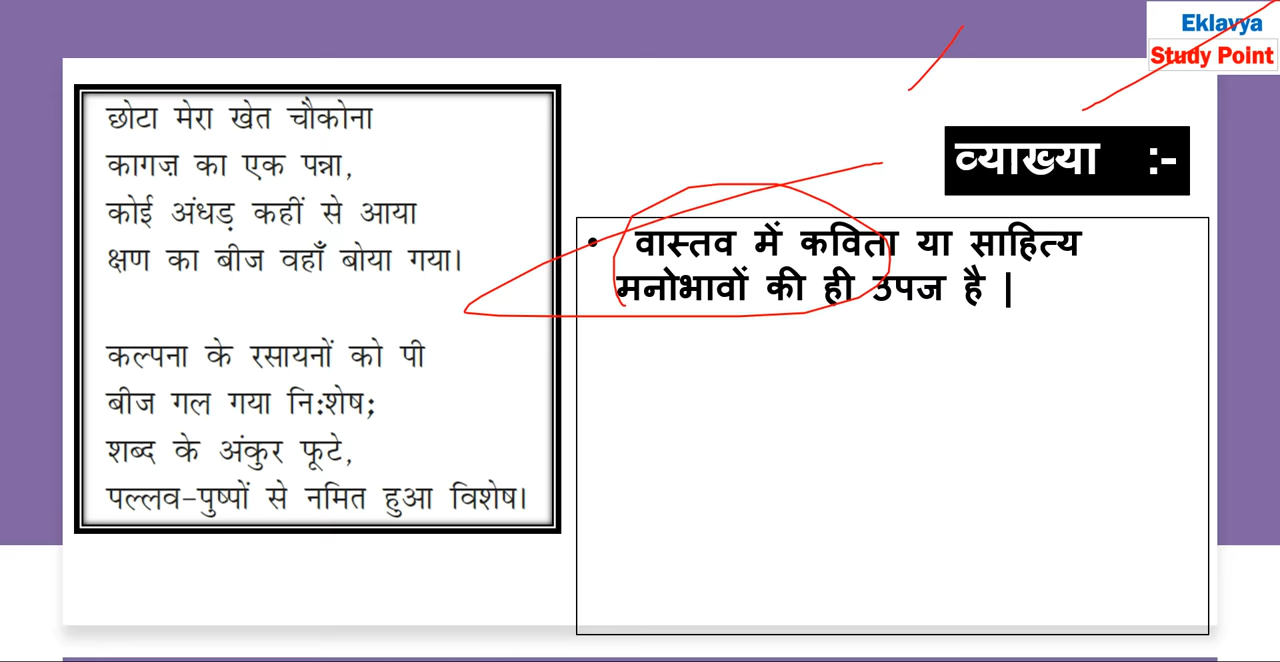 Eklavya
Study Point
छोटा मेरा खेत चौकोना
कागज़ का एक पन्ना,
कोई अंधड़ कहीं से आया
क्षण का बीज वहाँ बोया गया।
कल्पना के रसायनों को पी
बीज गल गया नि:शेष;
शब्द के अंकुर फूटे,
पल्लव-पुष्पों से नमित हुआ विशेष।
व्याख्या :-
• वास्तव में कविता या साहित्य
मनोभावों की ही उपज है |